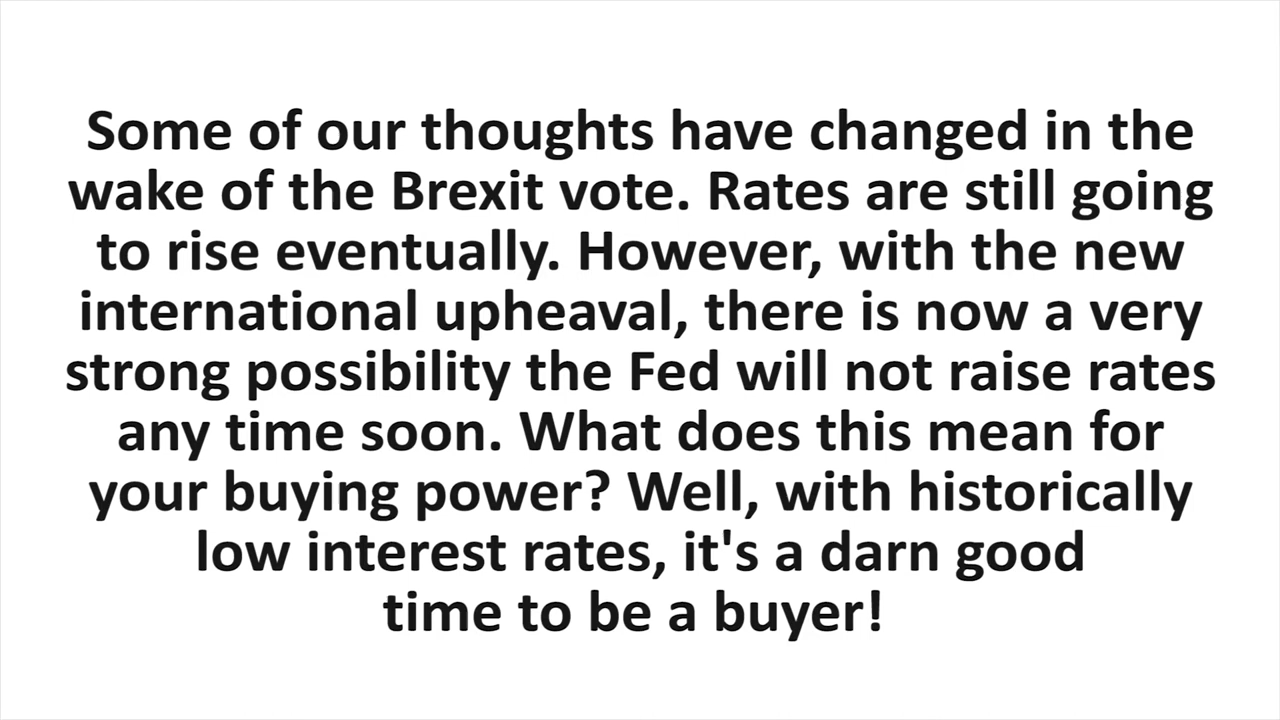 Some of our thoughts have changed in the
wake of the Brexit vote. Rates are still going
to rise eventually. However, with the new
international upheaval, there is now a very
strong possibility the Fed will not raise rates
any time soon. What does this mean for
your buying power? Well, with historically
low interest rates, it's a darn good
time to be a buyer!